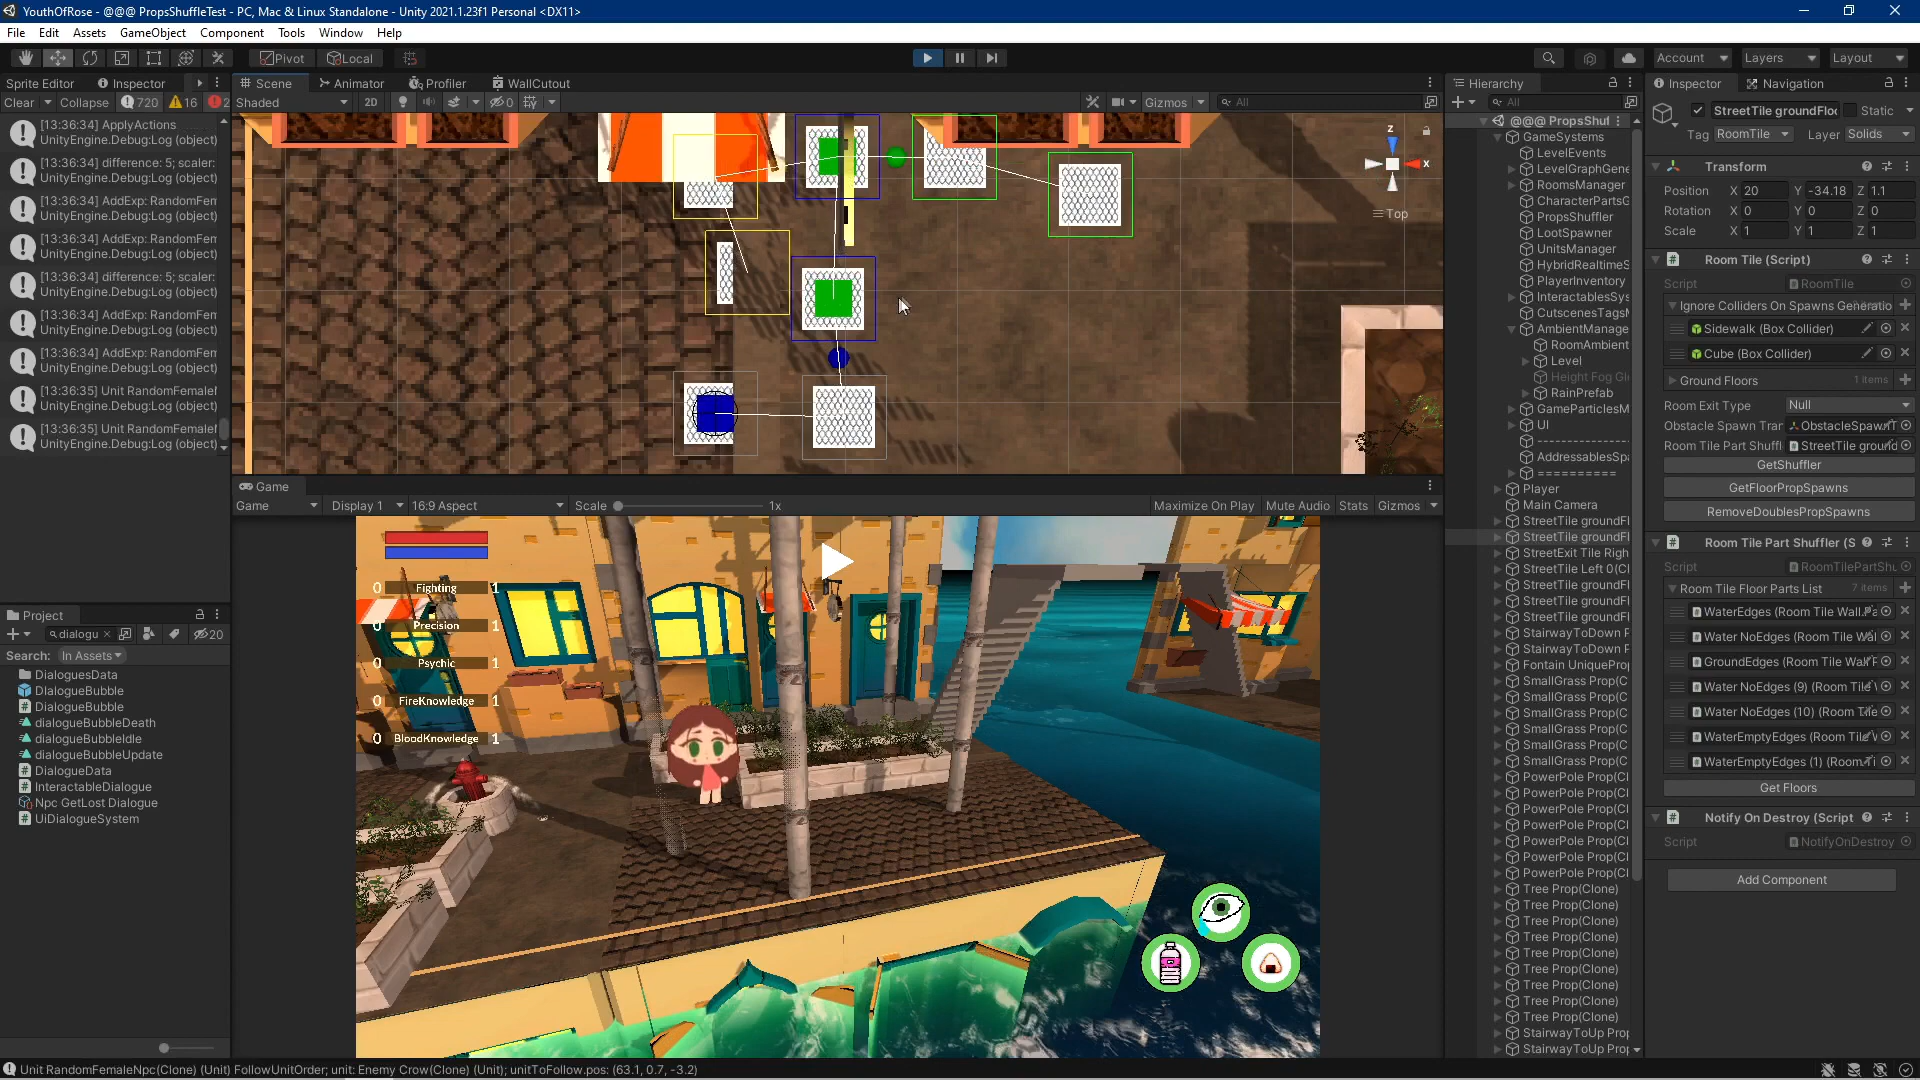 YouthOfRose - @@@ PropsShuffleTest - PC, Mac & Linux Standalone - Unity 2021.1.23f1 Personal <DX11>
File Edit Assets GameObject Component Tools Window Help
Pivot Local Account Layers Layout
Sprite Editor Inspector Scene Animator Profiler WallCutout Hierarchy Inspector Navigation
Clear Collapse 720 16 2 Shaded 2D 0 Gizmos All All
StreetTile groundFloo Static
Tag RoomTile Layer Solids
[13:36:34] ApplyActions
UnityEngine.Debug:Log (object)
[13:36:34] difference: 5; scaler:
UnityEngine.Debug:Log (object)
[13:36:34] AddExp: RandomFem
UnityEngine.Debug:Log (object)
[13:36:34] AddExp: RandomFem
UnityEngine.Debug:Log (object)
[13:36:34] difference: 5; scaler:
UnityEngine.Debug:Log (object)
[13:36:34] AddExp: RandomFem
UnityEngine.Debug:Log (object)
[13:36:34] AddExp: RandomFem
UnityEngine.Debug:Log (object)
[13:36:35] Unit RandomFemaleN
UnityEngine.Debug:Log (object)
[13:36:35] Unit RandomFemaleN
UnityEngine.Debug:Log (object)
z
x
Top
Project
dialogu 20
Search: In Assets
DialoguesData
DIalogueBubble
DialogueBubble
dialogueBubbleDeath
dialogueBubbleIdle
dialogueBubbleUpdate
DialogueData
InteractableDialogue
Npc GetLost Dialogue
UiDialogueSystem
Game
Game Display 1 16:9 Aspect Scale 1x Maximize On Play Mute Audio Stats Gizmos
0 Fighting 1
0 Precision 1
0 Psychic 1
0 FireKnowledge 1
0 BloodKnowledge 1
@@@ PropsShuf
GameSystems
LevelEvents
LevelGraphGene
RoomsManager
CharacterPartsG
PropsShuffler
LootSpawner
UnitsManager
HybridRealtimeS
PlayerInventory
InteractablesSys
CutscenesTagsM
AmbientManage
RoomAmbient
Level
Height Fog Gl
RainPrefab
GameParticlesM
UI
AddressablesSpa
==========
Player
Main Camera
StreetTile groundFl
StreetTile groundFl
StreetExit Tile Righ
StreetTile Left 0(Cl
StreetTile groundFl
StreetTile groundFl
StreetTile groundFl
StairwayToDown P
StairwayToDown P
Fontain UniqueProp
SmallGrass Prop(C
SmallGrass Prop(C
SmallGrass Prop(C
SmallGrass Prop(C
SmallGrass Prop(C
SmallGrass Prop(C
PowerPole Prop(Cl
PowerPole Prop(Cl
PowerPole Prop(Cl
PowerPole Prop(Cl
PowerPole Prop(Cl
PowerPole Prop(Cl
PowerPole Prop(Cl
Tree Prop(Clone)
Tree Prop(Clone)
Tree Prop(Clone)
Tree Prop(Clone)
Tree Prop(Clone)
Tree Prop(Clone)
Tree Prop(Clone)
Tree Prop(Clone)
Tree Prop(Clone)
StairwayToUp Prop
StairwayToUp Prop
Transform
Position X 20 Y -34.18 Z 1.1
Rotation X 0 Y 0 Z 0
Scale X 1 Y 1 Z 1
Room Tile (Script)
Script RoomTile
Ignore Colliders On Spawns Generatio
Sidewalk (Box Collider)
Cube (Box Collider)
Ground Floors 1 items
Room Exit Type Null
Obstacle Spawn Tran ObstacleSpawnT
Room Tile Part Shuffl StreetTile ground
GetShuffler
GetFloorPropSpawns
RemoveDoublesPropSpawns
Room Tile Part Shuffler (S
Script RoomTilePartShu
Room Tile Floor Parts List 7 items
WaterEdges (Room Tile Wall Pa
Water NoEdges (Room Tile Wal
GroundEdges (Room Tile Wall P
Water NoEdges (9) (Room Tile W
Water NoEdges (10) (Room Tile
WaterEmptyEdges (Room Tile W
WaterEmptyEdges (1) (Room Ti
Get Floors
Notify On Destroy (Script
Script NotifyOnDestroy
Add Component
Unit RandomFemaleNpc(Clone) (Unit) FollowUnitOrder; unit: Enemy Crow(Clone) (Unit); unitToFollow.pos: (63.1, 0.7, -3.2)